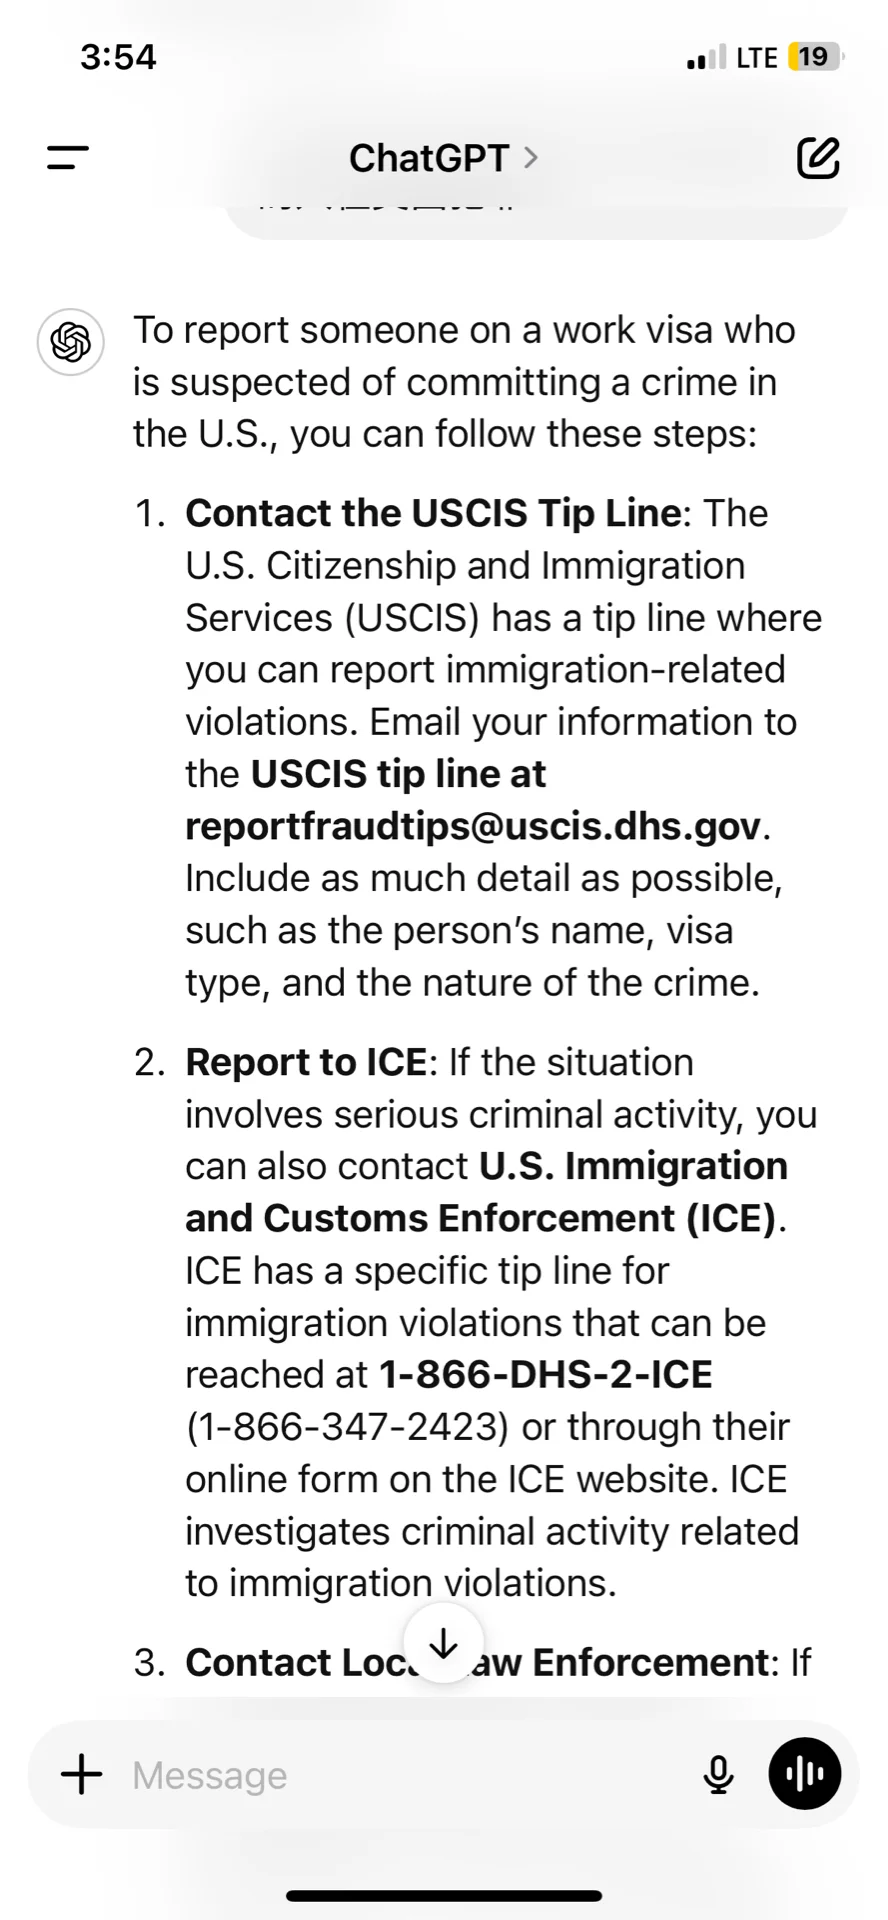 3:54
LTE 19
ChatGPT
To report someone on a work visa who
is suspected of committing a crime in
the U.S., you can follow these steps:
1. Contact the USCIS Tip Line: The
U.S. Citizenship and Immigration
Services (USCIS) has a tip line where
you can report immigration-related
violations. Email your information to
the USCIS tip line at
reportfraudtips@uscis.dhs.gov.
Include as much detail as possible,
such as the person’s name, visa
type, and the nature of the crime.
2. Report to ICE: If the situation
involves serious criminal activity, you
can also contact U.S. Immigration
and Customs Enforcement (ICE).
ICE has a specific tip line for
immigration violations that can be
reached at 1-866-DHS-2-ICE
(1-866-347-2423) or through their
online form on the ICE website. ICE
investigates criminal activity related
to immigration violations.
3. Contact Enforcement: If
Message